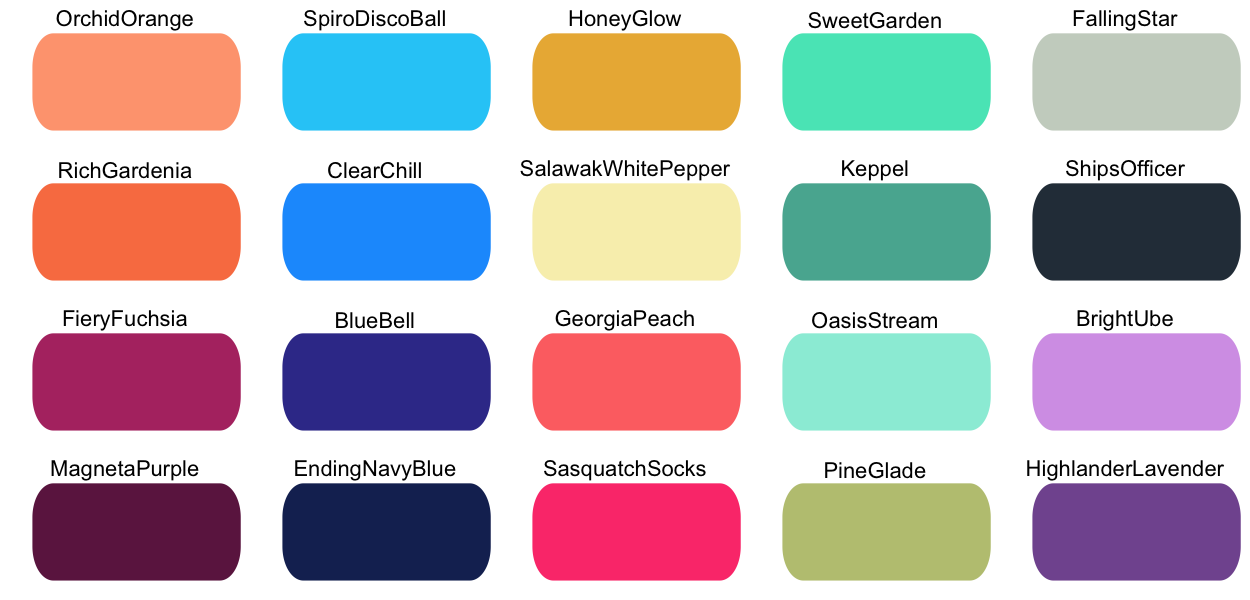 OrchidOrange
SpiroDiscoBall
HoneyGlow
SweetGarden
FallingStar
RichGardenia
ClearChill
SalawakWhitePepper
Keppel
ShipsOfficer
FieryFuchsia
BlueBell
GeorgiaPeach
OasisStream
BrightUbe
MagnetaPurple
EndingNavyBlue
SasquatchSocks
PineGlade
HighlanderLavender